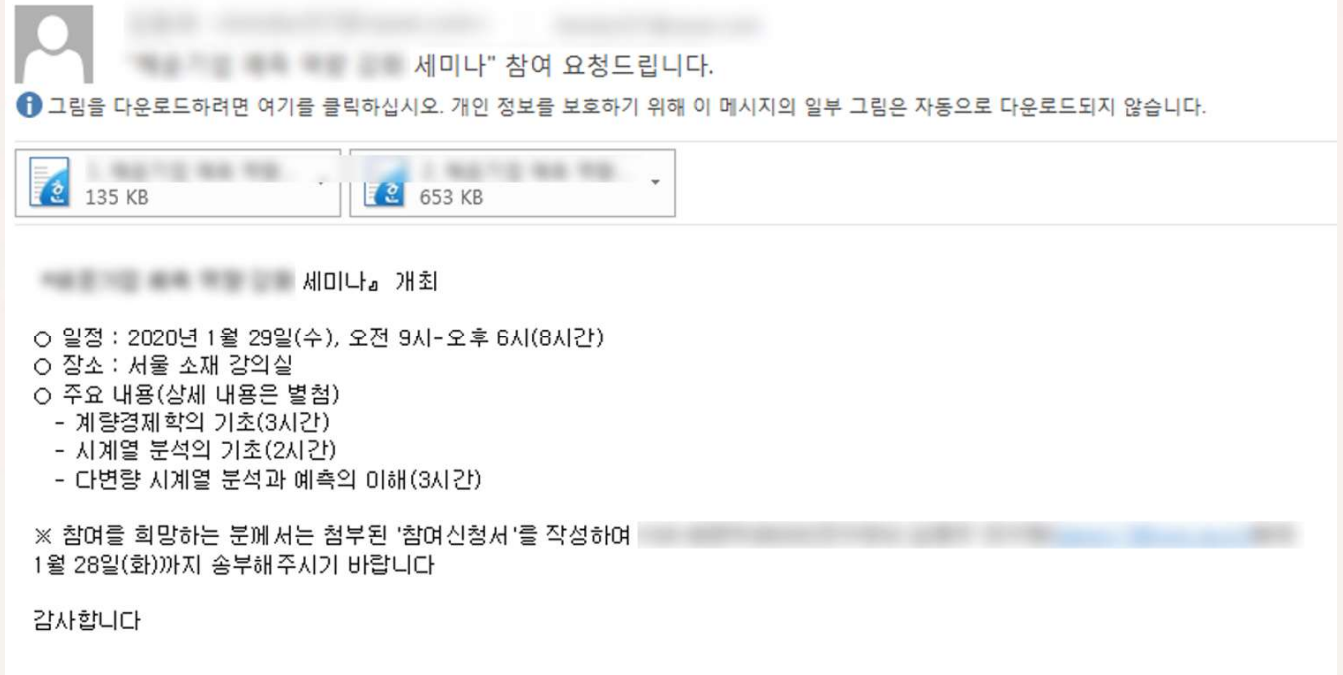 세미나" 참여 요청드립니다.
그림을 다운로드하려면 여기를 클릭하십시오. 개인 정보를 보호하기 위해 이 메시지의 일부 그림은 자동으로 다운로드되지 않습니다.
135 KB
653 KB
세미나』 개최
○ 일정 : 2020년 1월 29일(수), 오전 9시-오후 6시(8시간)
○ 장소 : 서울 소재 강의실
○ 주요 내용(상세 내용은 별첨)
- 계량경제학의 기초(3시간)
- 시계열 분석의 기초(2시간)
- 다변량 시계열 분석과 예측의 이해(3시간)
※ 참여를 희망하는 분께서는 첨부된 '참여신청서'를 작성하여
1월 28일(화)까지 송부해주시기 바랍니다
감사합니다